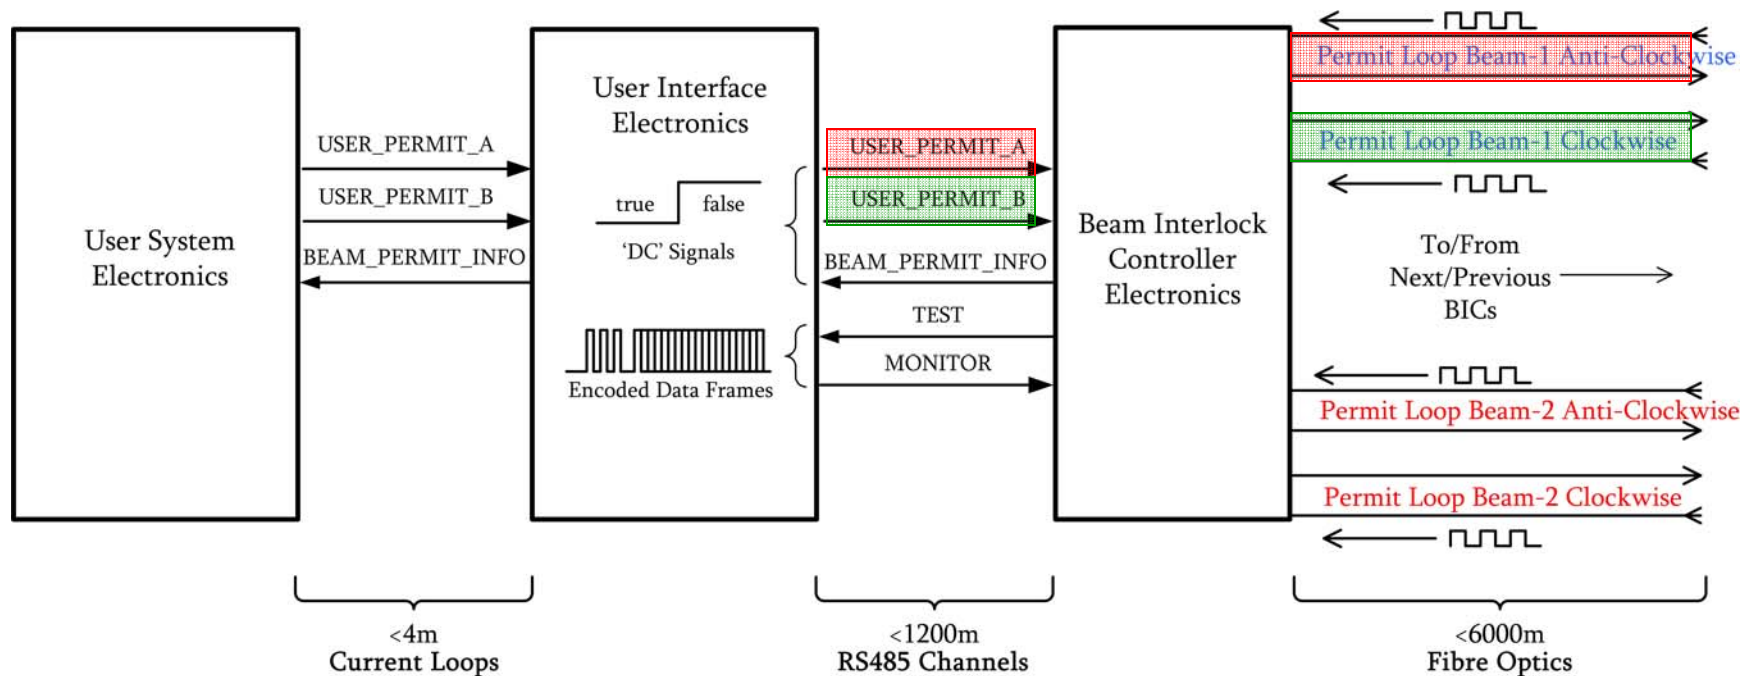 User System
Electronics
USER_PERMIT_A
USER_PERMIT_B
BEAM_PERMIT_INFO
User Interface
Electronics
true
false
‘DC’ Signals
Encoded Data Frames
USER_PERMIT_A
USER_PERMIT_B
BEAM_PERMIT_INFO
TEST
MONITOR
Beam Interlock
Controller
Electronics
Permit Loop Beam-1 Anti-Clockwise
Permit Loop Beam-1 Clockwise
To/From
Next/Previous
BICs
Permit Loop Beam-2 Anti-Clockwise
Permit Loop Beam-2 Clockwise
<4m
Current Loops
<1200m
RS485 Channels
<6000m
Fibre Optics